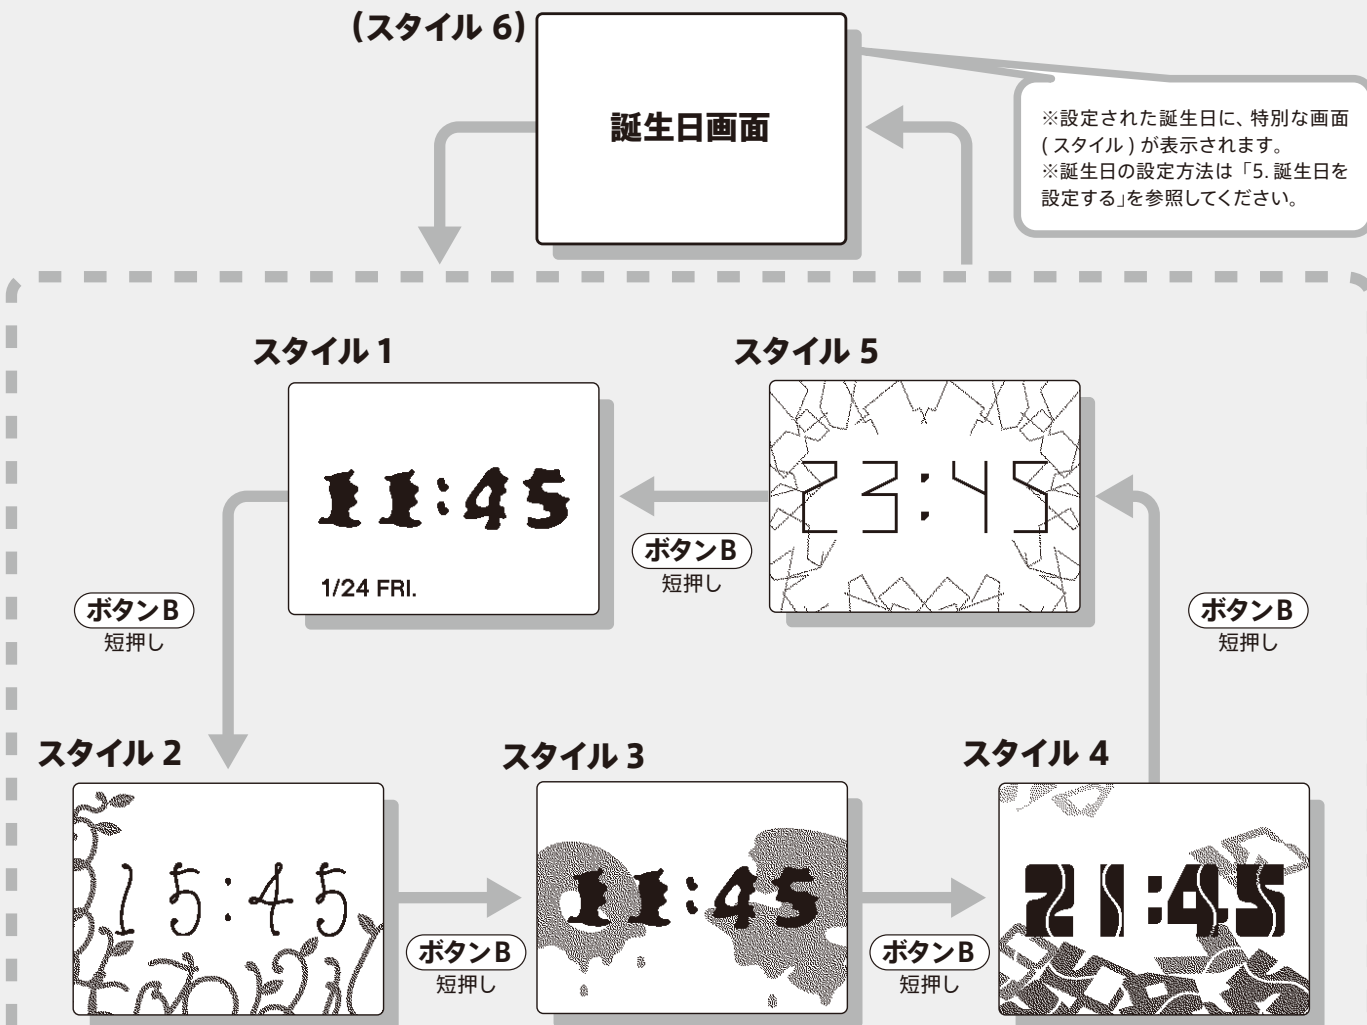 (スタイル 6)
誕生日画面
※設定された誕生日に、特別な画面
( スタイル ) が表示されます。
※誕生日の設定方法は「5. 誕生日を
設定する」を参照してください。
スタイル 1
11:45
1/24 FRI.
スタイル 5
23:45
ボタンB
短押し
ボタンB
短押し
ボタンB
短押し
スタイル 2
15:45
スタイル 3
11:45
スタイル 4
21:45
ボタンB
短押し
ボタンB
短押し